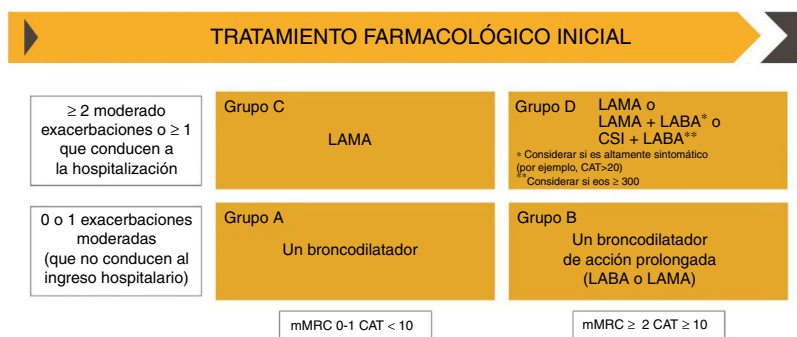 TRATAMIENTO FARMACOLÓGICO INICIAL
≥ 2 moderado
exacerbaciones o ≥ 1
que conducen a
la hospitalización
Grupo C
LAMA
Grupo D
LAMA o
LAMA + LABA* o
CSI + LABA**
* Considerar si es altamente sintomático
(por ejemplo, CAT>20)
**Considerar si eos ≥ 300
0 o 1 exacerbaciones
moderadas
(que no conducen al
ingreso hospitalario)
Grupo A
Un broncodilatador
Grupo B
Un broncodilatador
de acción prolongada
(LABA o LAMA)
mMRC 0-1 CAT < 10
mMRC ≥ 2 CAT ≥ 10